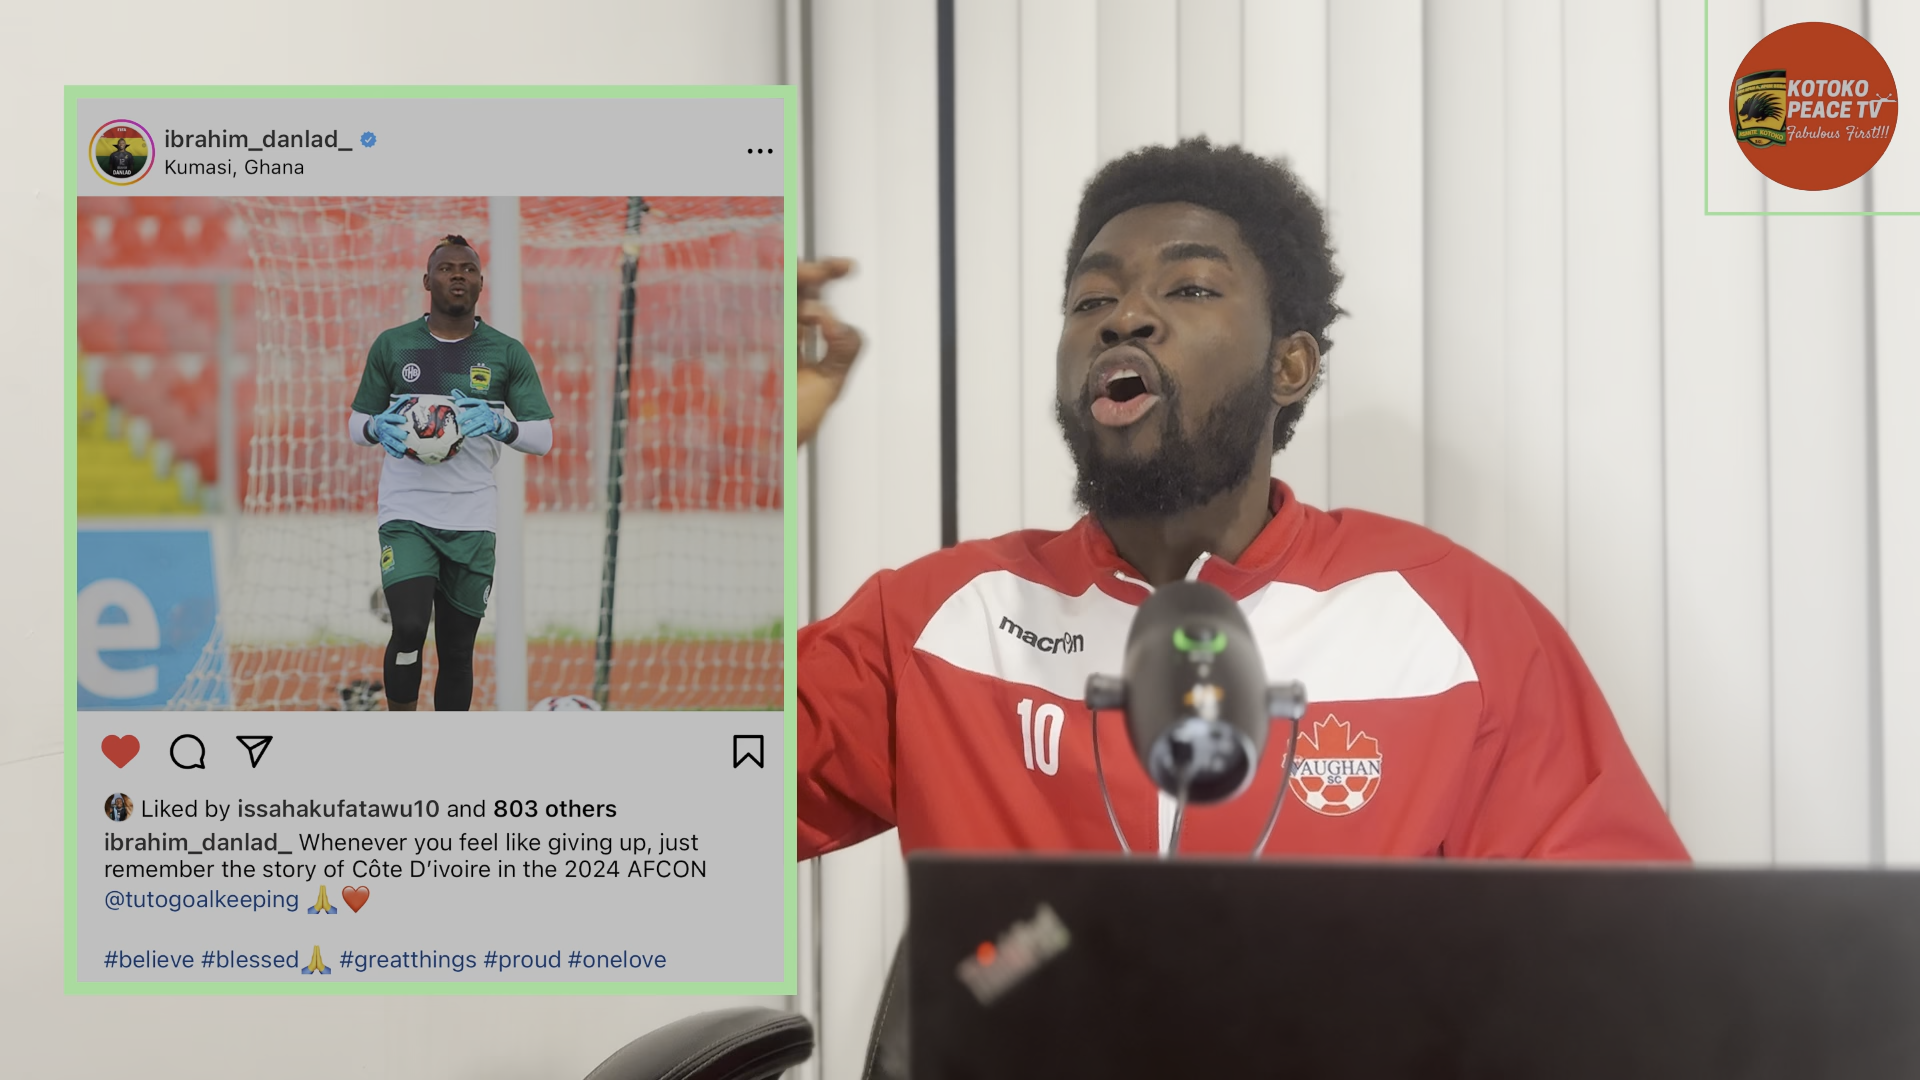 ibrahim_danlad_
Kumasi, Ghana
THB
e
Liked by issahakufatawu10 and 803 others
ibrahim_danlad_ Whenever you feel like giving up, just
remember the story of Côte D’ivoire in the 2024 AFCON
@tutogoalkeeping 🙏❤️
#believe #blessed🙏 #greatthings #proud #onelove
KOTOKO
PEACE TV
Fabulous First!!!
macron
10
VAUGHAN
SC